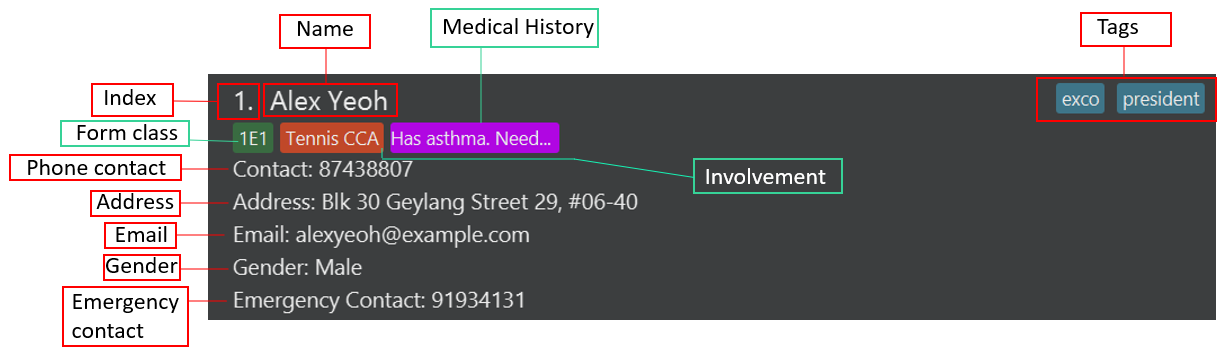 Name
Medical History
Tags
Index
1. Alex Yeoh
exco president
Form class
1E1 Tennis CCA Has asthma. Need...
Phone contact
Contact: 87438807
Involvement
Address
Address: Blk 30 Geylang Street 29, #06-40
Email
Email: alexyeoh@example.com
Gender
Gender: Male
Emergency
contact
Emergency Contact: 91934131